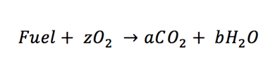 Fuel + zO₂ → aCO₂ + bH₂O